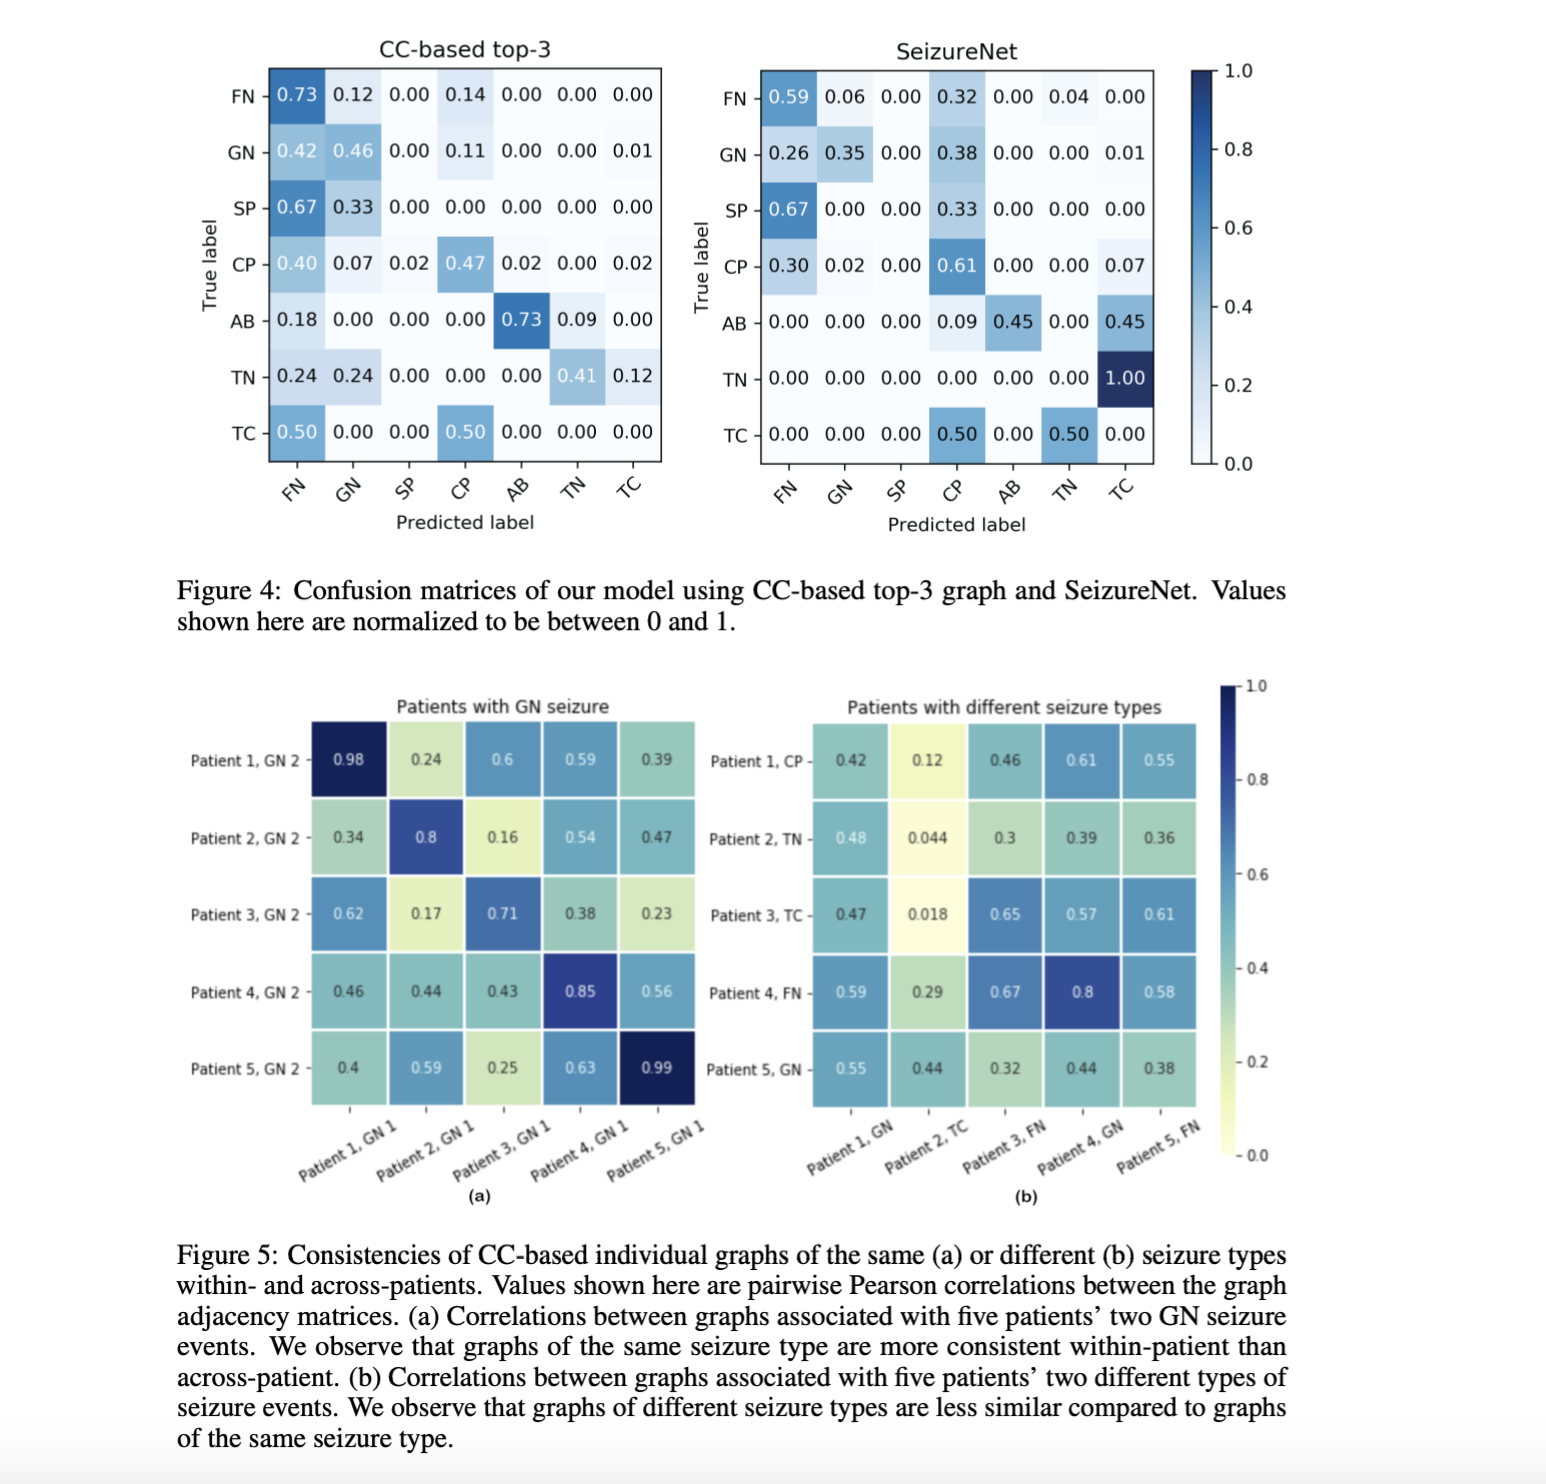 CC-based top-3
FN 0.73 0.12 0.00 0.14 0.00 0.00 0.00
GN 0.42 0.46 0.00 0.11 0.00 0.00 0.01
SP 0.67 0.33 0.00 0.00 0.00 0.00 0.00
CP 0.40 0.07 0.02 0.47 0.02 0.00 0.02
AB 0.18 0.00 0.00 0.00 0.73 0.09 0.00
TN 0.24 0.24 0.00 0.00 0.00 0.41 0.12
TC 0.50 0.00 0.00 0.50 0.00 0.00 0.00
True label
FN GN SP CP AB TN TC
Predicted label
SeizureNet
FN 0.59 0.06 0.00 0.32 0.00 0.04 0.00
GN 0.26 0.35 0.00 0.38 0.00 0.00 0.01
SP 0.67 0.00 0.00 0.33 0.00 0.00 0.00
CP 0.30 0.02 0.00 0.61 0.00 0.00 0.07
AB 0.00 0.00 0.00 0.09 0.45 0.00 0.45
TN 0.00 0.00 0.00 0.00 0.00 0.00 1.00
TC 0.00 0.00 0.00 0.50 0.00 0.50 0.00
True label
FN GN SP CP AB TN TC
Predicted label
1.0
0.8
0.6
0.4
0.2
0.0
Figure 4: Confusion matrices of our model using CC-based top-3 graph and SeizureNet. Values
shown here are normalized to be between 0 and 1.
Patients with GN seizure
Patient 1, GN 2 0.98 0.24 0.6 0.59 0.39
Patient 2, GN 2 0.34 0.8 0.16 0.54 0.47
Patient 3, GN 2 0.62 0.17 0.71 0.38 0.23
Patient 4, GN 2 0.46 0.44 0.43 0.85 0.56
Patient 5, GN 2 0.4 0.59 0.25 0.63 0.99
Patient 1, GN 1 Patient 2, GN 1 Patient 3, GN 1 Patient 4, GN 1 Patient 5, GN 1
(a)
Patients with different seizure types
Patient 1, CP 0.42 0.12 0.46 0.61 0.55
Patient 2, TN 0.48 0.044 0.3 0.39 0.36
Patient 3, TC 0.47 0.018 0.65 0.57 0.61
Patient 4, FN 0.59 0.29 0.67 0.8 0.58
Patient 5, GN 0.55 0.44 0.32 0.44 0.38
Patient 1, GN Patient 2, TC Patient 3, FN Patient 4, GN Patient 5, FN
(b)
1.0
0.8
0.6
0.4
0.2
0.0
Figure 5: Consistencies of CC-based individual graphs of the same (a) or different (b) seizure types
within- and across-patients. Values shown here are pairwise Pearson correlations between the graph
adjacency matrices. (a) Correlations between graphs associated with five patients’ two GN seizure
events. We observe that graphs of the same seizure type are more consistent within-patient than
across-patient. (b) Correlations between graphs associated with five patients’ two different types of
seizure events. We observe that graphs of different seizure types are less similar compared to graphs
of the same seizure type.